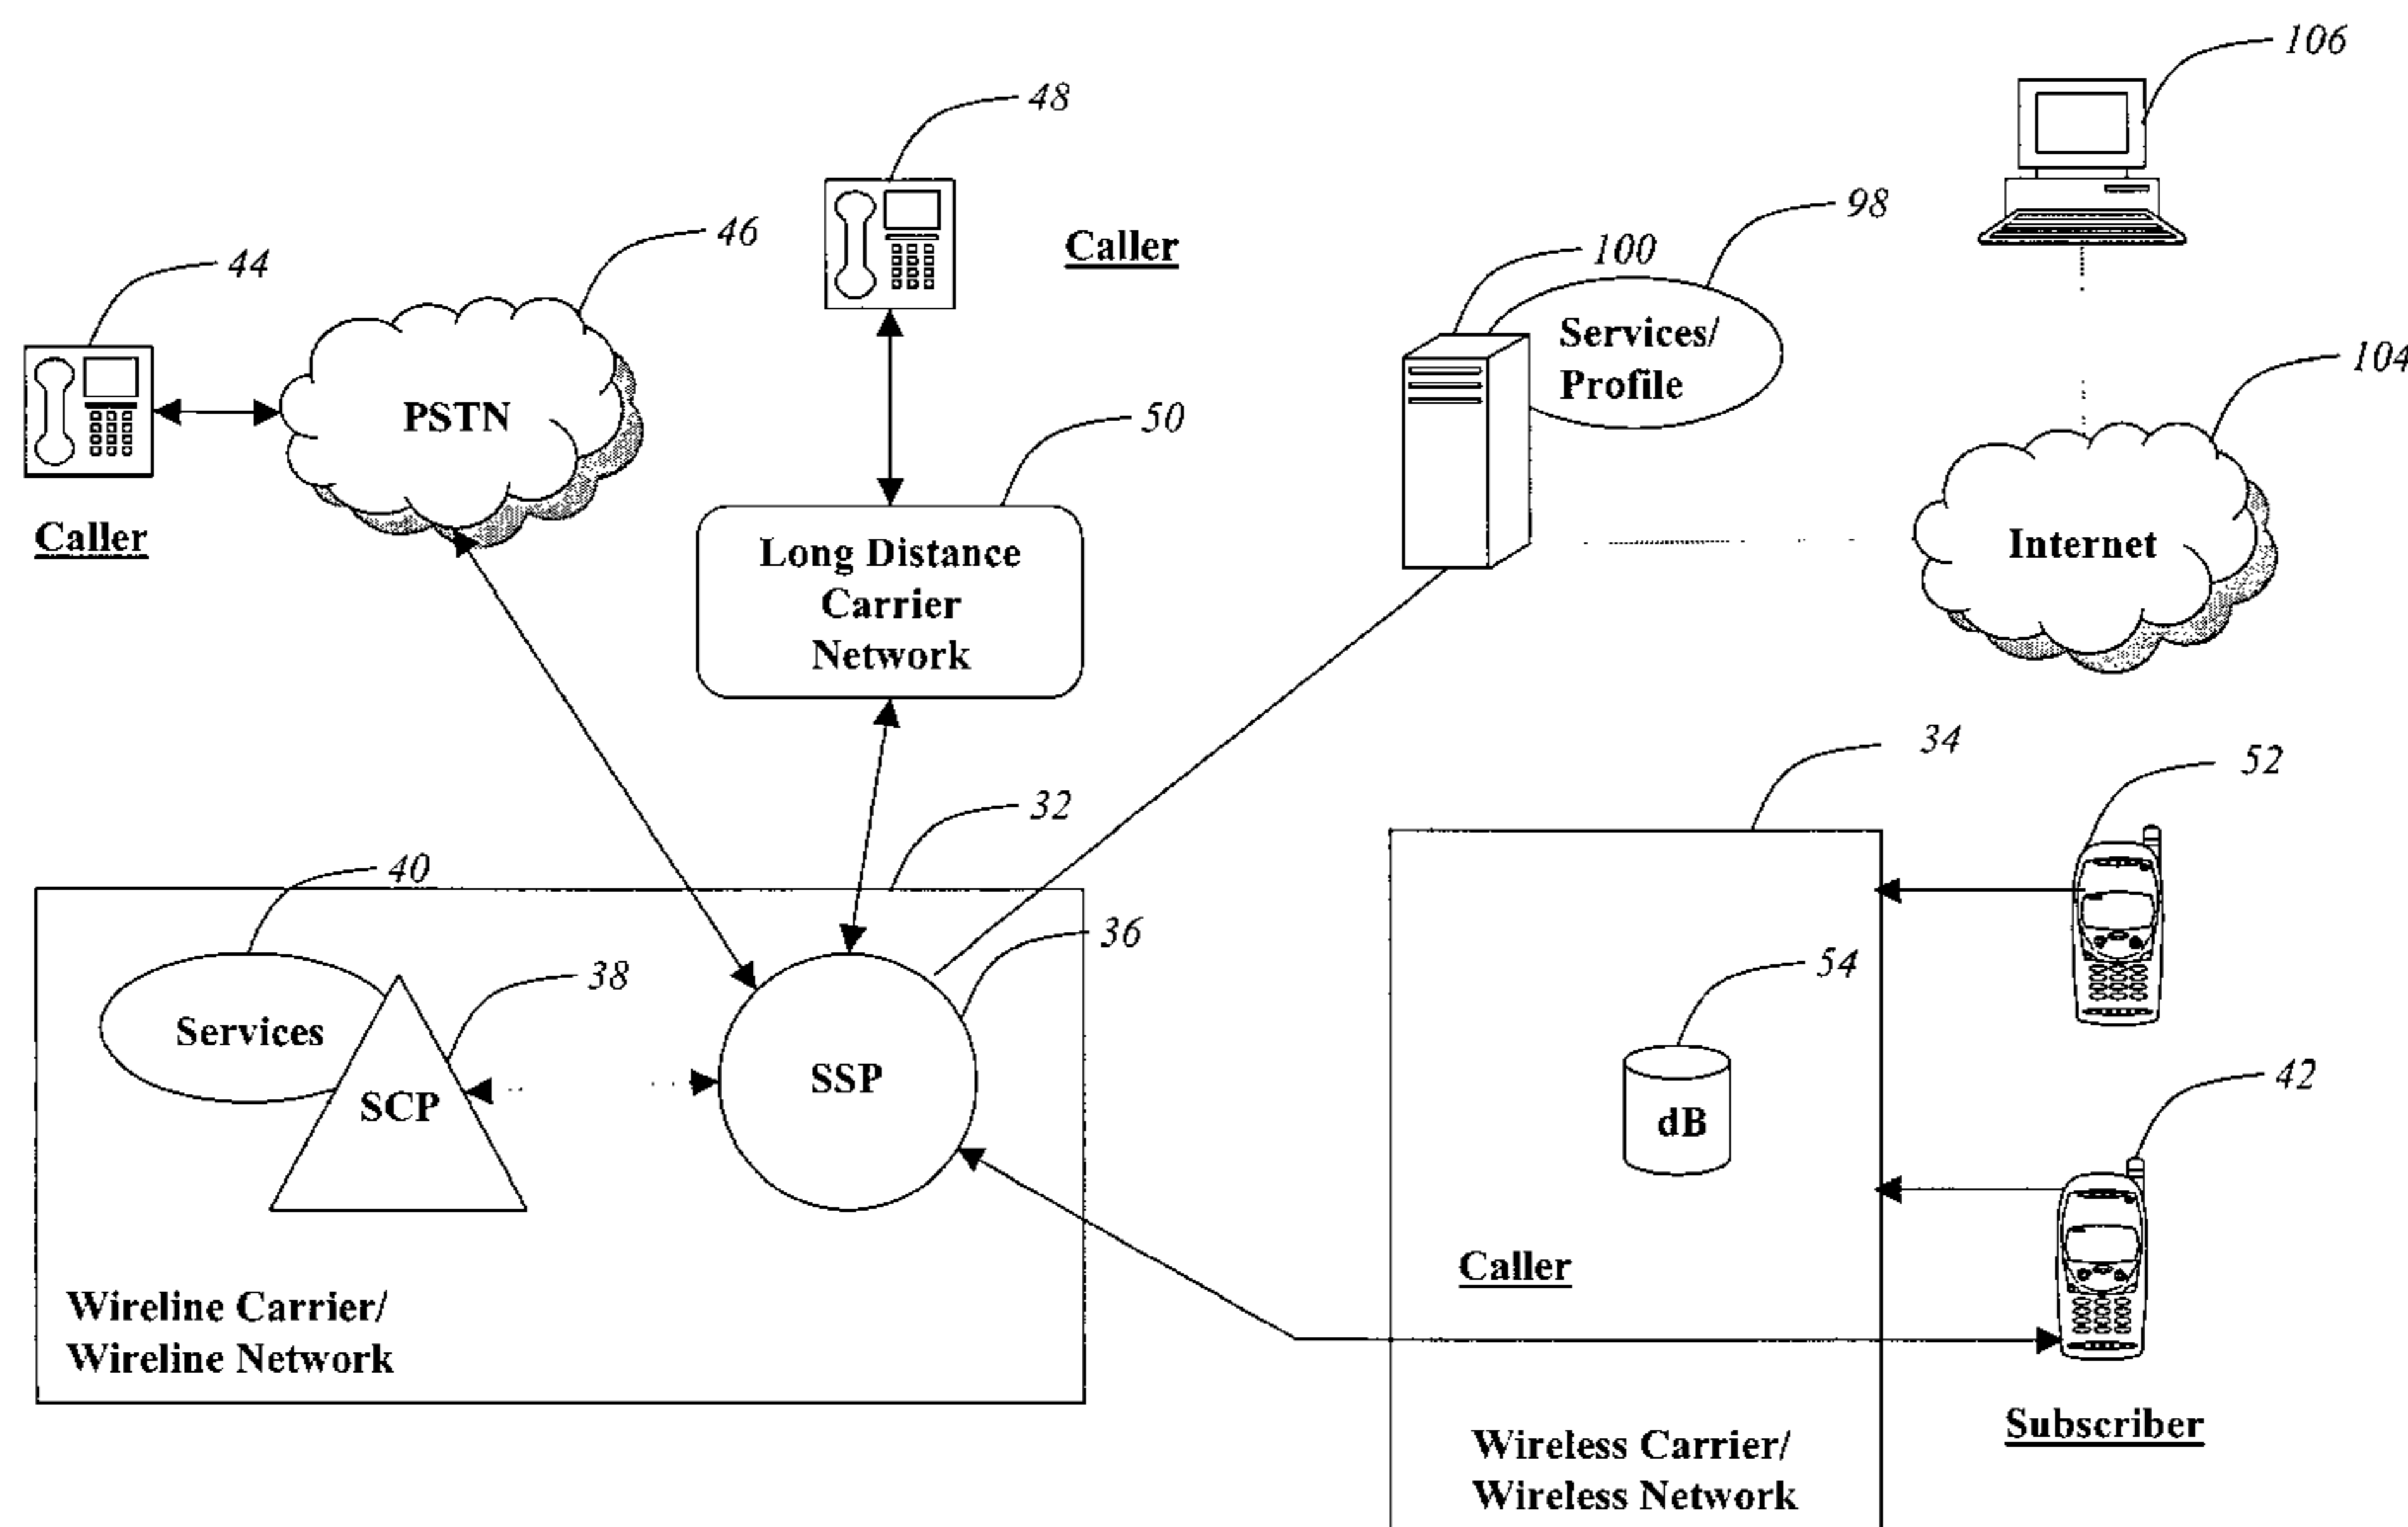 106
48
98
46
Caller
100
44
Services/
Profile
104
PSTN
50
Caller
Long Distance
Carrier
Network
Internet
34
52
32
40
36
38
54
Services
SSP
SCP
dB
42
Caller
Wireline Carrier/
Wireline Network
Subscriber
Wireless Carrier/
Wireless Network